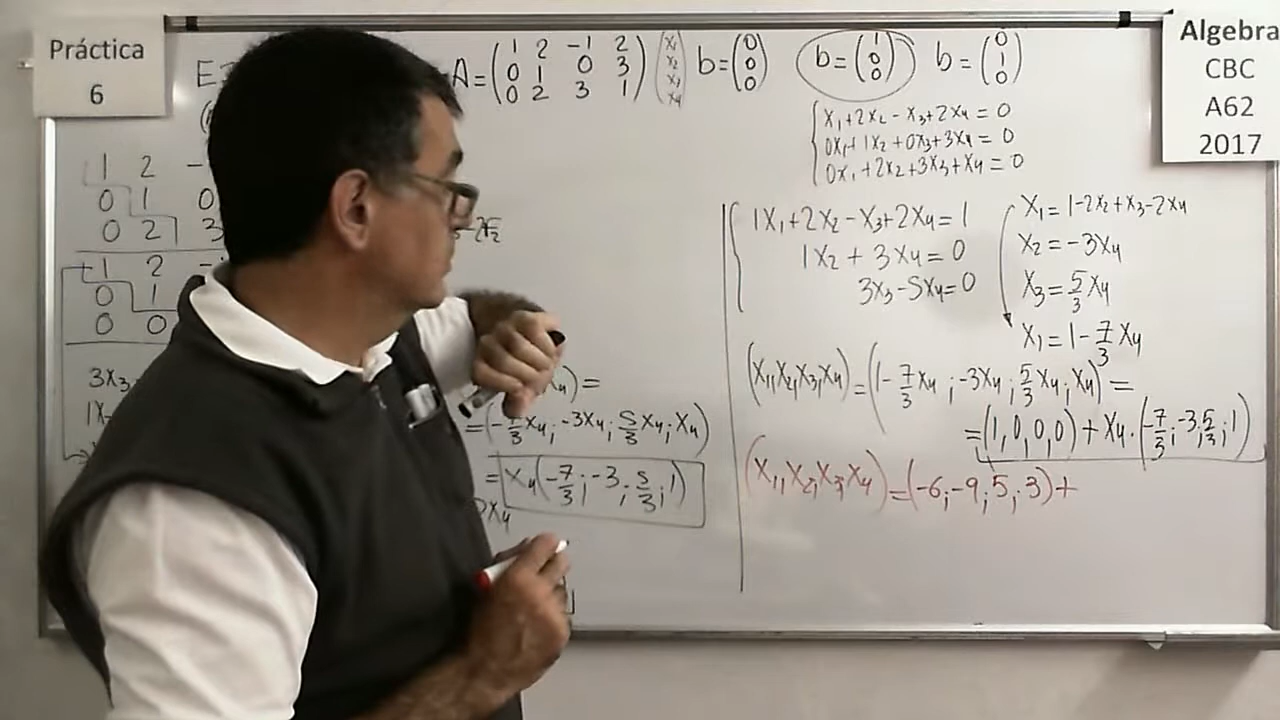 Práctica
6
Algebra
CBC
A62
2017
A = (1 2 -1 2 / 0 1 0 3 / 0 2 3 1) (x₁ x₂ x₃ x₄) b = (0 0 0) b = (1 0 0) b = (0 1 0)
x₁ + 2x₂ - x₃ + 2x₄ = 0
0x₁ + 1x₂ + 0x₃ + 3x₄ = 0
0x₁ + 2x₂ + 3x₃ + x₄ = 0
1 2 -
0 1 0
0 2 3
1 2 -
0 1
0 0
3x₃
1x
x₄) =
= (-7/3 x₄; -3x₄; 5/3 x₄; x₄)
= x₄(-7/3; -3; 5/3; 1)
x₄
1x₁ + 2x₂ - x₃ + 2x₄ = 1
1x₂ + 3x₄ = 0
3x₃ - 5x₄ = 0
x₁ = 1 - 2x₂ + x₃ - 2x₄
x₂ = -3x₄
x₃ = 5/3 x₄
x₁ = 1 - 7/3 x₄
(x₁, x₂, x₃, x₄) = (1 - 7/3 x₄; -3x₄; 5/3 x₄; x₄) =
= (1, 0, 0, 0) + x₄ · (-7/3; -3; 5/3; 1)
(x₁, x₂, x₃, x₄) = (-6; -9; 5; 3) +